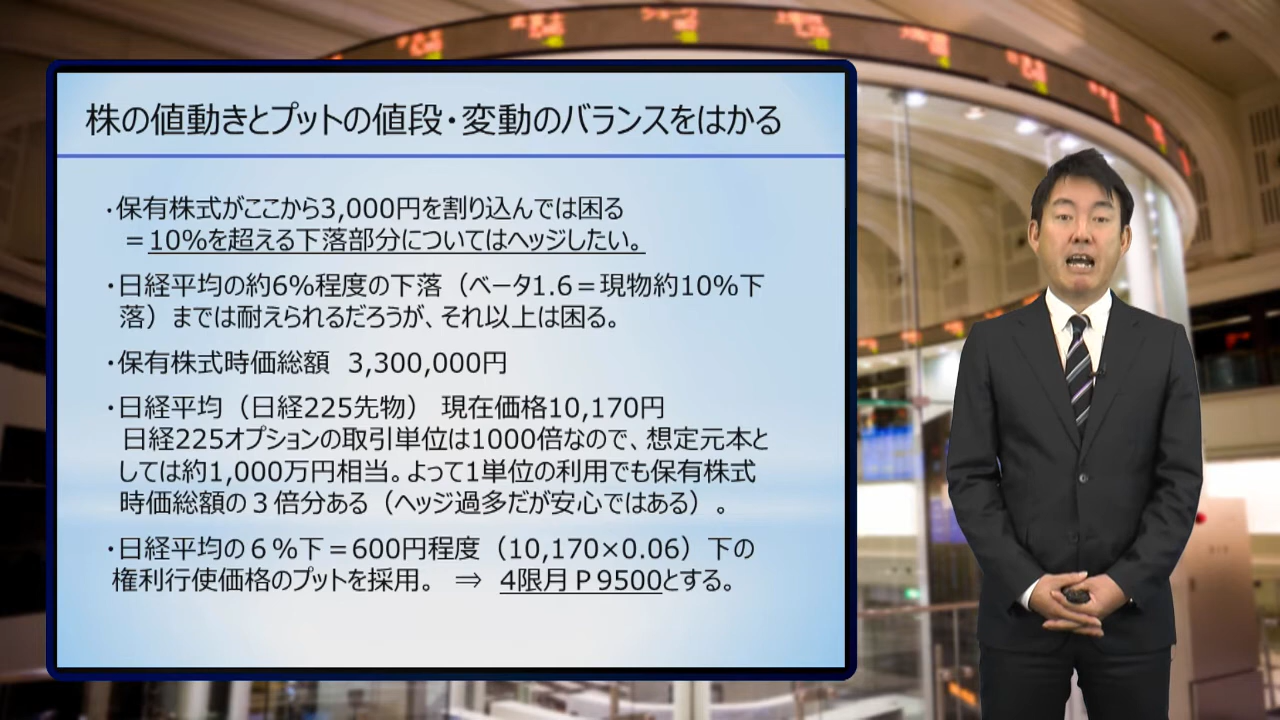 株の値動きとプットの値段・変動のバランスをはかる
・保有株式がここから3,000円を割り込んでは困る
＝10%を超える下落部分についてはヘッジしたい。
・日経平均の約6%程度の下落（ベータ1.6＝現物約10%下
落）までは耐えられるだろうが、それ以上は困る。
・保有株式時価総額 3,300,000円
・日経平均（日経225先物） 現在価格10,170円
日経225オプションの取引単位は1000倍なので、想定元本と
しては約1,000万円相当。よって1単位の利用でも保有株式
時価総額の３倍分ある（ヘッジ過多だが安心ではある）。
・日経平均の６％下＝600円程度（10,170×0.06）下の
権利行使価格のプットを採用。 ⇒ 4限月Ｐ9500とする。